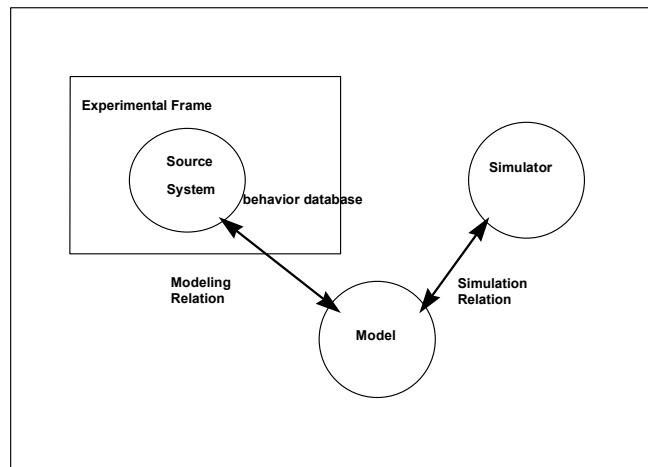 Experimental Frame
Source
System
behavior database
Simulator
Modeling
Relation
Simulation
Relation
Model